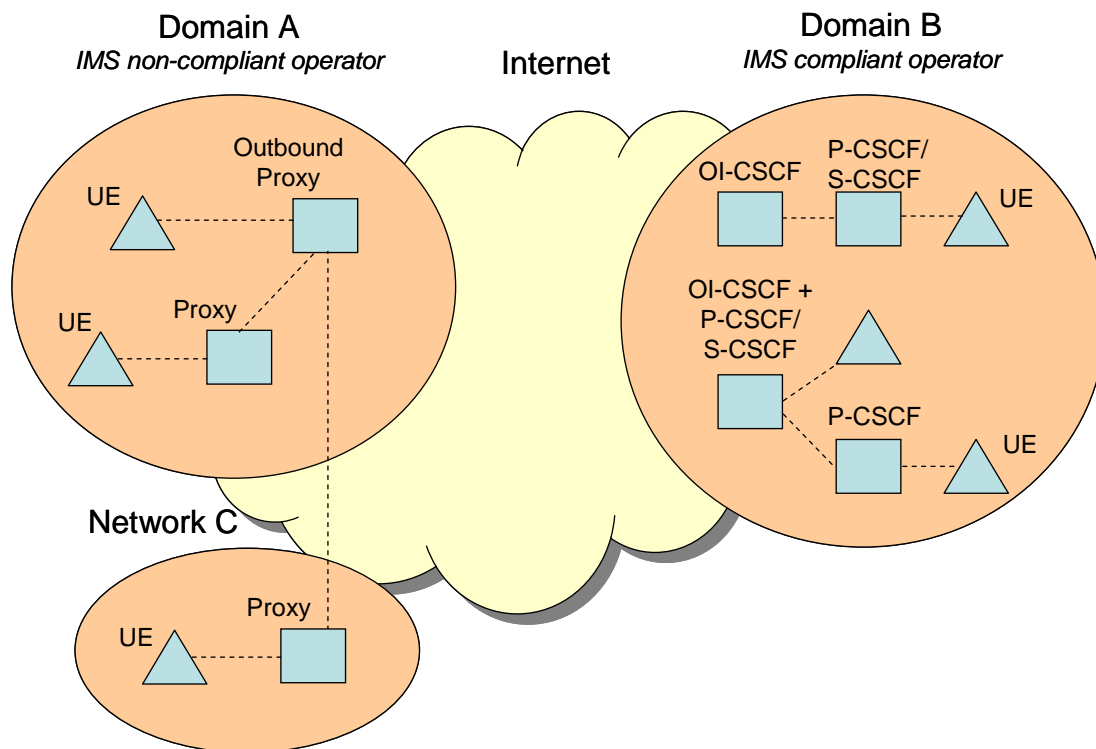 Domain A
IMS non-compliant operator
Internet
Domain B
IMS compliant operator
Outbound
Proxy
UE
Proxy
UE
OI-CSCF
P-CSCF/
S-CSCF
UE
OI-CSCF +
P-CSCF/
S-CSCF
P-CSCF
UE
Network C
Proxy
UE